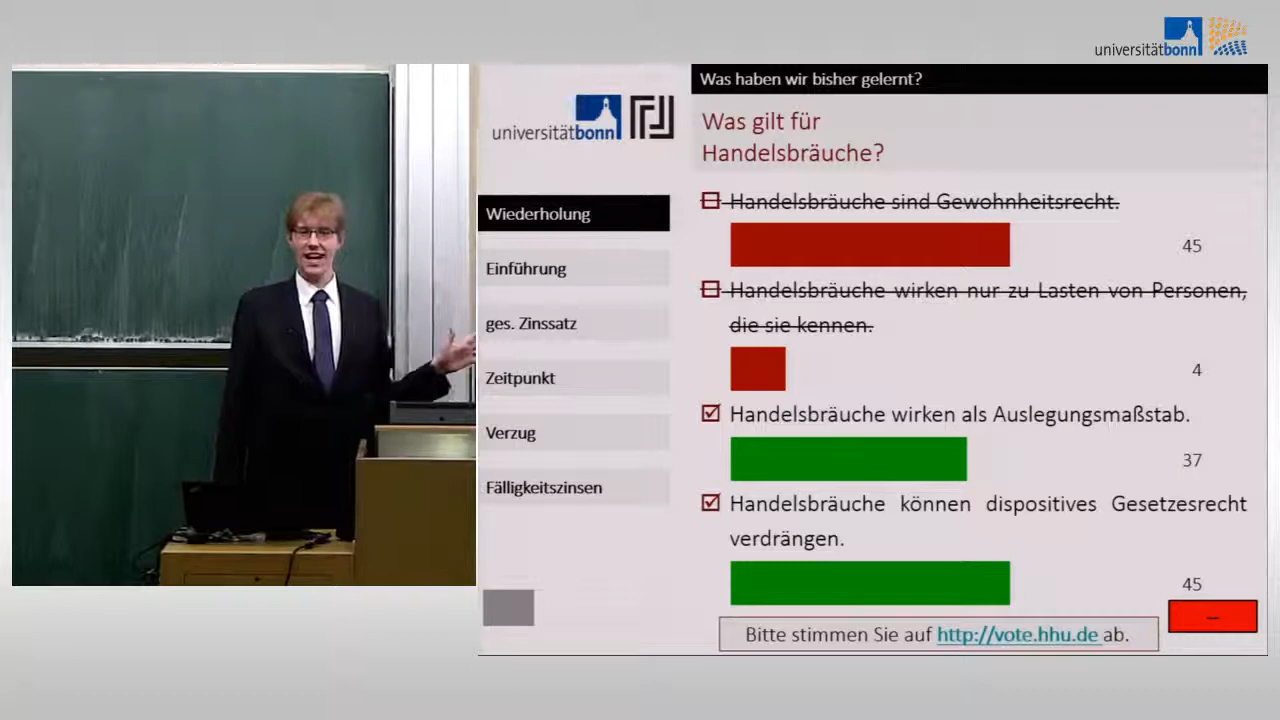 universitätbonn
Was haben wir bisher gelernt?
universitätbonn
Was gilt für
Handelsbräuche?
Wiederholung
Einführung
ges. Zinssatz
Zeitpunkt
Verzug
Fälligkeitszinsen
Handelsbräuche sind Gewohnheitsrecht.
45
Handelsbräuche wirken nur zu Lasten von Personen,
die sie kennen.
4
Handelsbräuche wirken als Auslegungsmaßstab.
37
Handelsbräuche können dispositives Gesetzesrecht
verdrängen.
45
Bitte stimmen Sie auf http://vote.hhu.de ab.